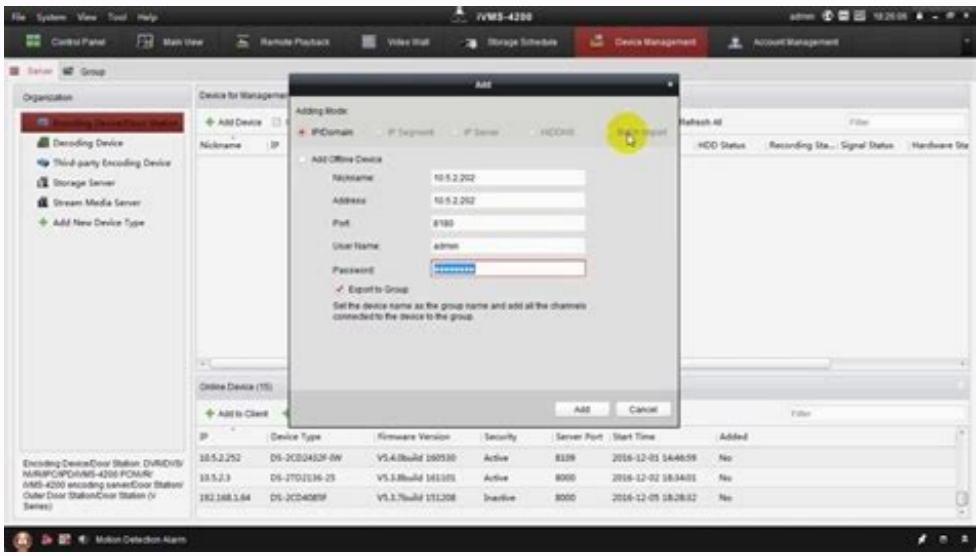 File System View Tool Help
iVMS-4200
admin 18:26:06
Control Panel Main View Remote Playback Video Wall Storage Schedule Device Management Account Management
Server Group
Organization
Encoding Device/Door Station
Decoding Device
Third-party Encoding Device
Storage Server
Stream Media Server
Add New Device Type
Device for Management
Add Device
Refresh All
Filter
Nickname IP
HDD Status Recording Sta... Signal Status Hardware Sta
Add
Adding Mode:
IP/Domain IP Segment IP Server HiDDNS Batch Import
Add Offline Device
Nickname: 10.5.2.202
Address: 10.5.2.202
Port: 8180
User Name: admin
Password:
Export to Group
Set the device name as the group name and add all the channels
connected to the device to the group.
Add Cancel
Online Device (15)
Add to Client
Filter
IP Device Type Firmware Version Security Server Port Start Time Added
10.5.2.252 DS-2CD2432F-IW V5.4.0build 160530 Active 8109 2016-12-01 14:46:59 No
10.5.2.3 DS-2TD2136-25 V5.3.8build 161101 Active 8000 2016-12-02 18:34:01 No
192.168.1.64 DS-2CD4085F V5.3.7build 151208 Inactive 8000 2016-12-05 18:28:32 No
Encoding Device/Door Station: DVR/DVS/
NVR/IPC/IPD/iVMS-4200 PCNVR/
iVMS-4200 encoding server/Door Station/
Outer Door Station/Door Station (V
Series)
Motion Detection Alarm